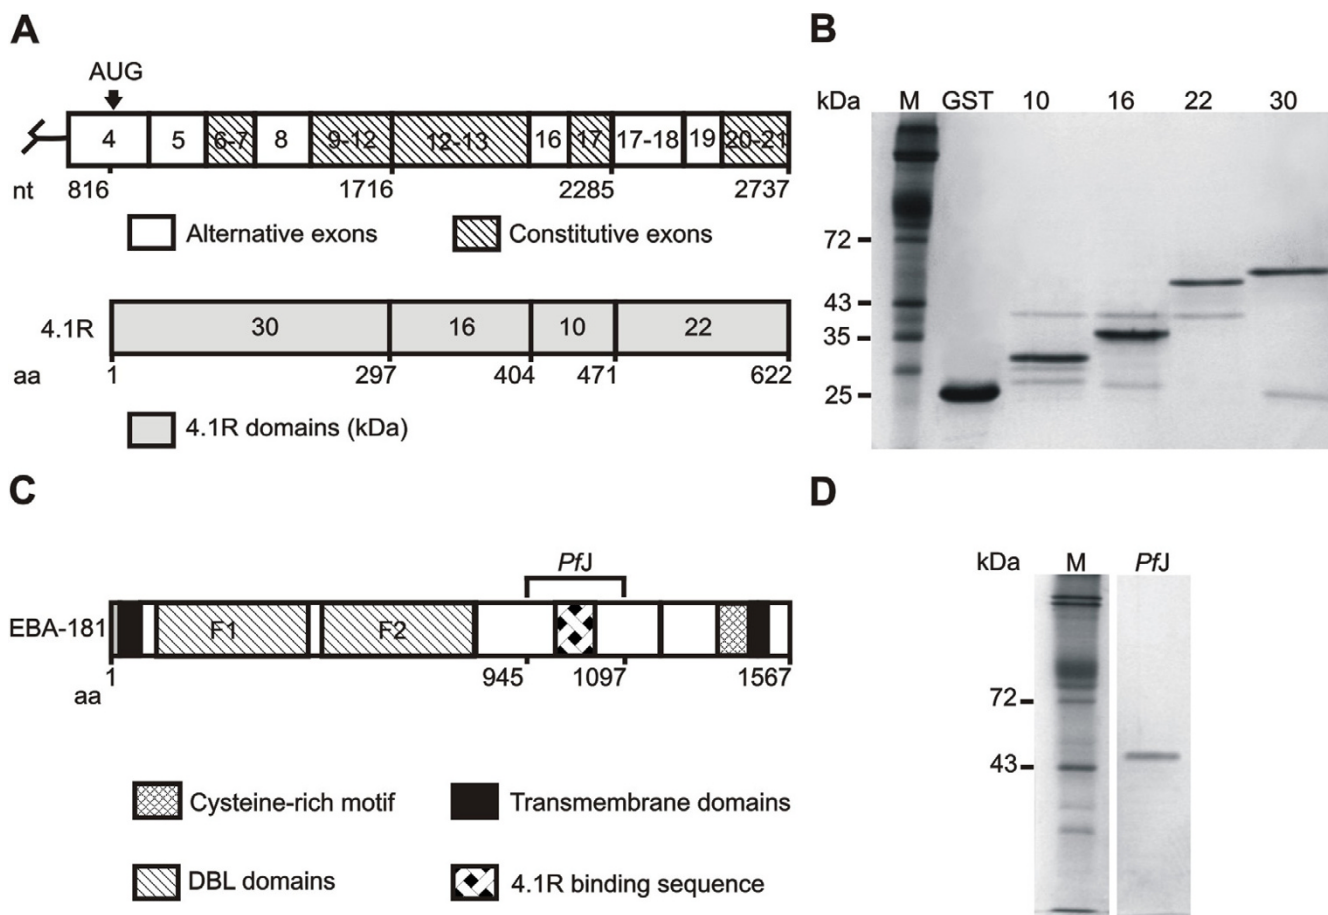 A
AUG
4 5 6-7 8 9-12 12-13 16 17 17-18 19 20-21
nt 816 1716 2285 2737
Alternative exons Constitutive exons
4.1R 30 16 10 22
aa 1 297 404 471 622
4.1R domains (kDa)
B
kDa M GST 10 16 22 30
72
43
35
25
C
PfJ
EBA-181 F1 F2
1 945 1097 1567
aa
Cysteine-rich motif Transmembrane domains
DBL domains 4.1R binding sequence
D
kDa M PfJ
72
43